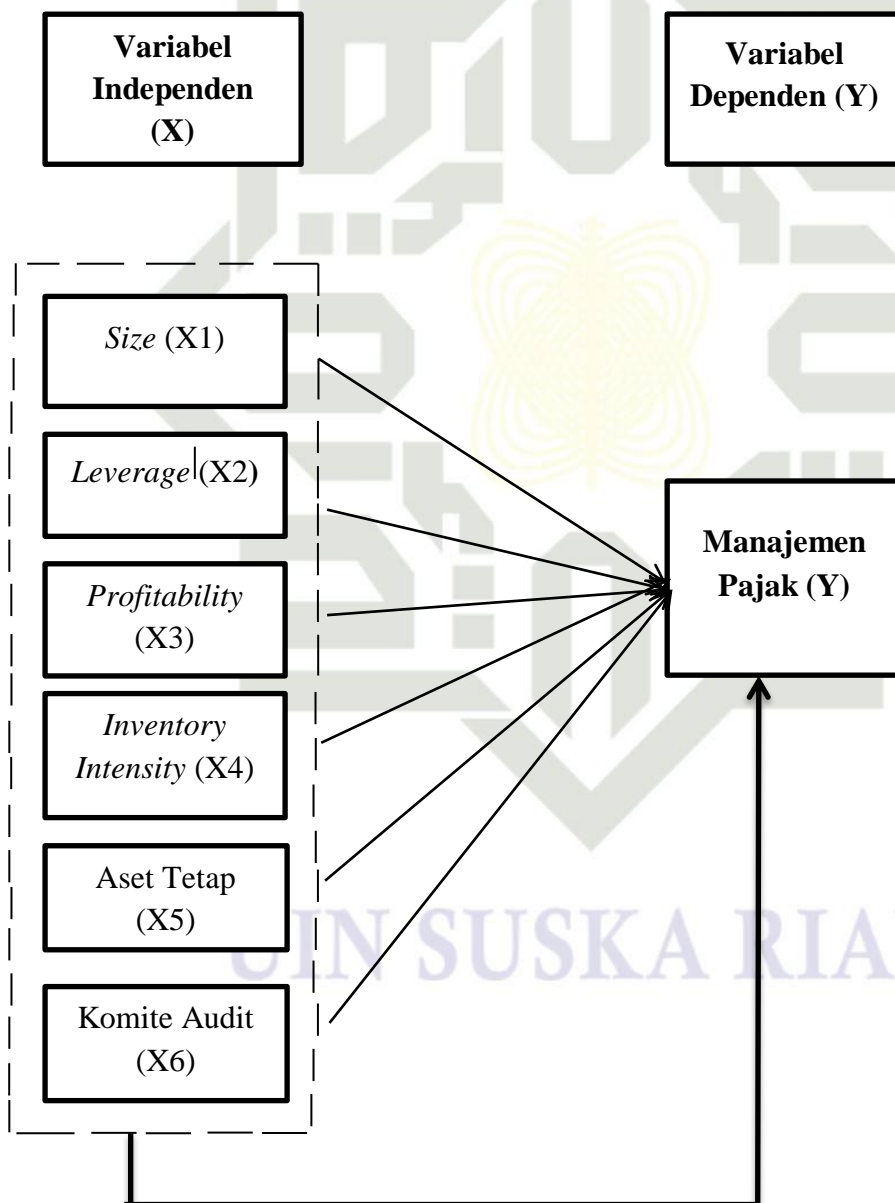 Variabel
Independen
(X)
Variabel
Dependen (Y)
Size (X1)
Leverage (X2)
Profitability
(X3)
Inventory
Intensity (X4)
Aset Tetap
(X5)
Komite Audit
(X6)
Manajemen
Pajak (Y)
UIN SUSKA RIA